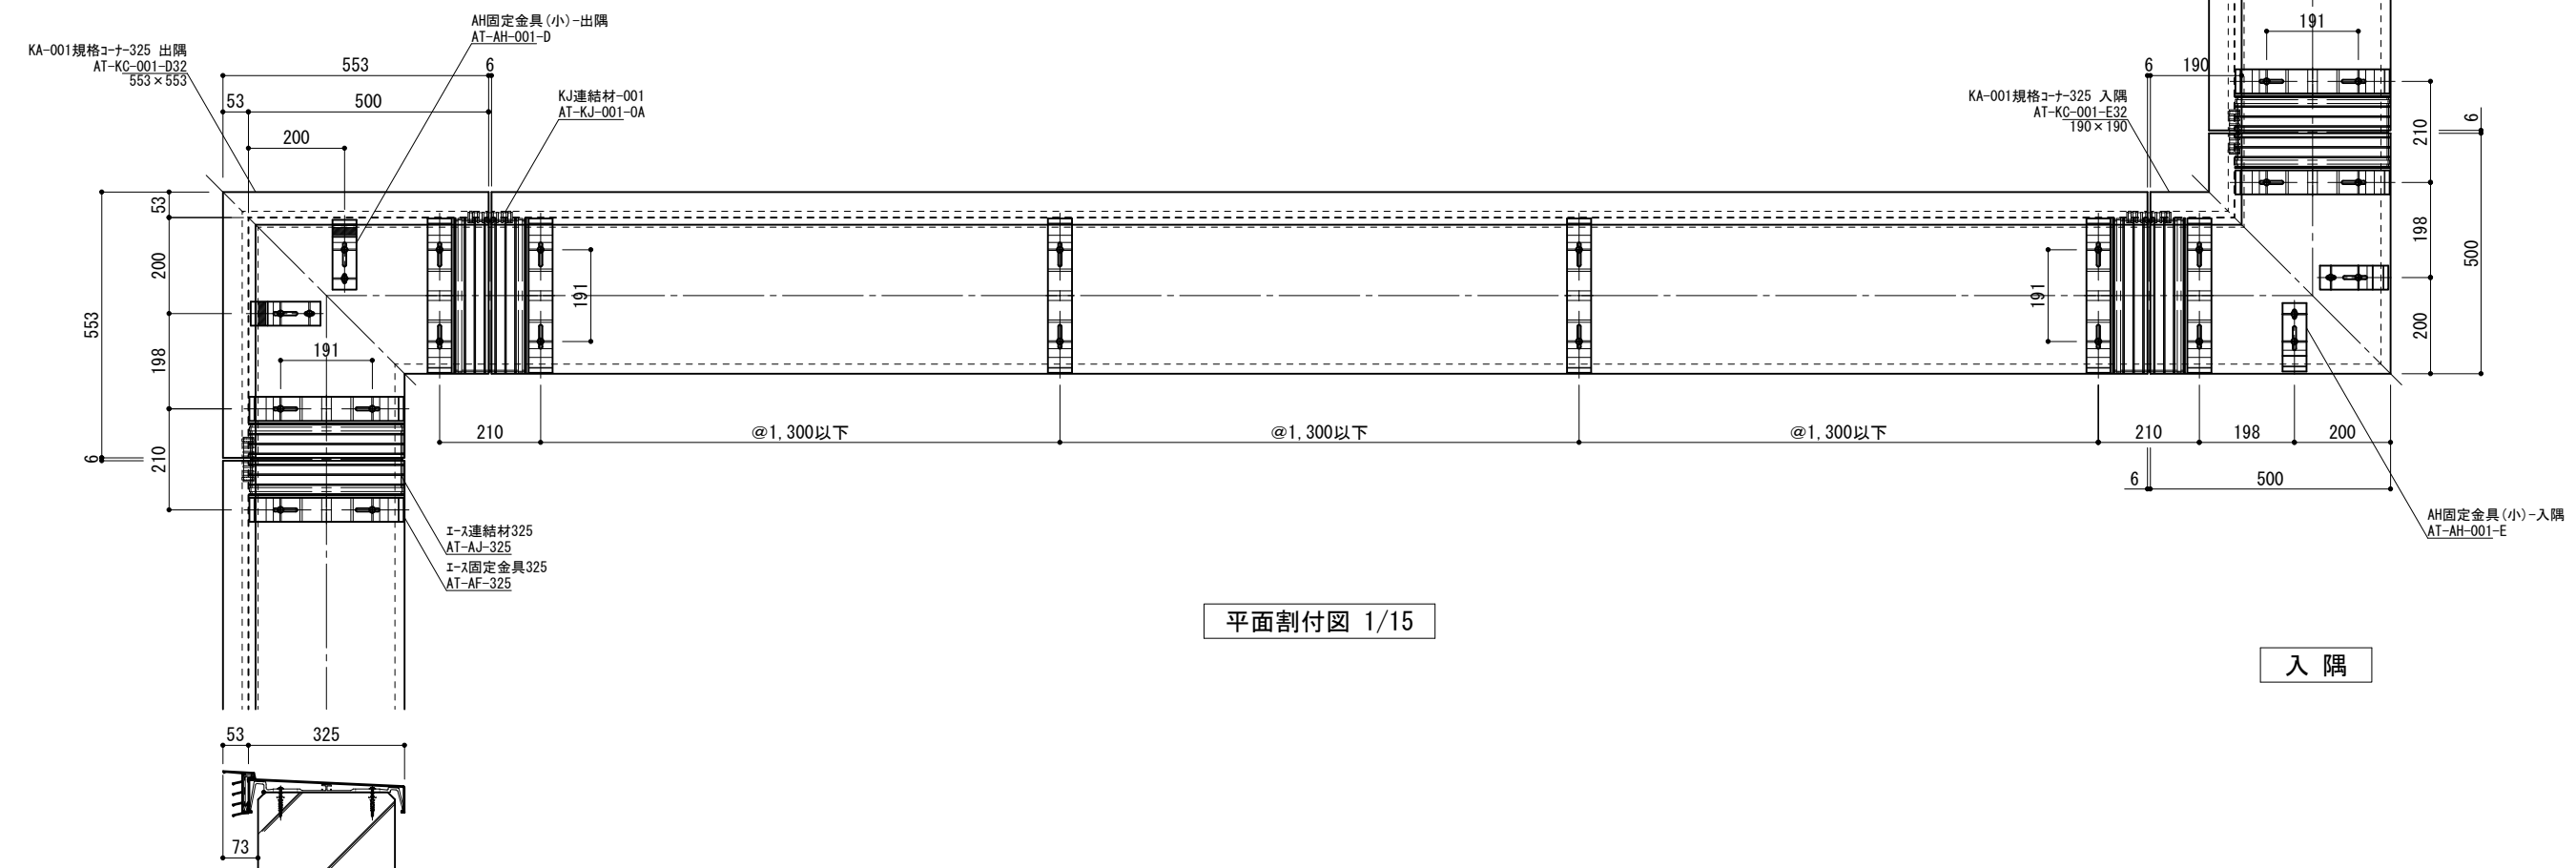 AH固定金具(小)-出隅
AT-AH-001-D
KA-001規格ｺｰﾅｰ325 出隅
AT-KC-001-D32
553×553
553
6
53
500
200
KJ連結材-001
AT-KJ-001-0A
KA-001規格ｺｰﾅｰ325 入隅
AT-KC-001-E32
190×190
6
190
191
210
6
198
500
200
53
200
553
198
6
210
191
191
191
210
@1,300以下
@1,300以下
@1,300以下
210
198
200
6
500
ｴｰｽ連結材325
AT-AJ-325
ｴｰｽ固定金具325
AT-AF-325
AH固定金具(小)-入隅
AT-AH-001-E
平面割付図 1/15
入 隅
53
325
73